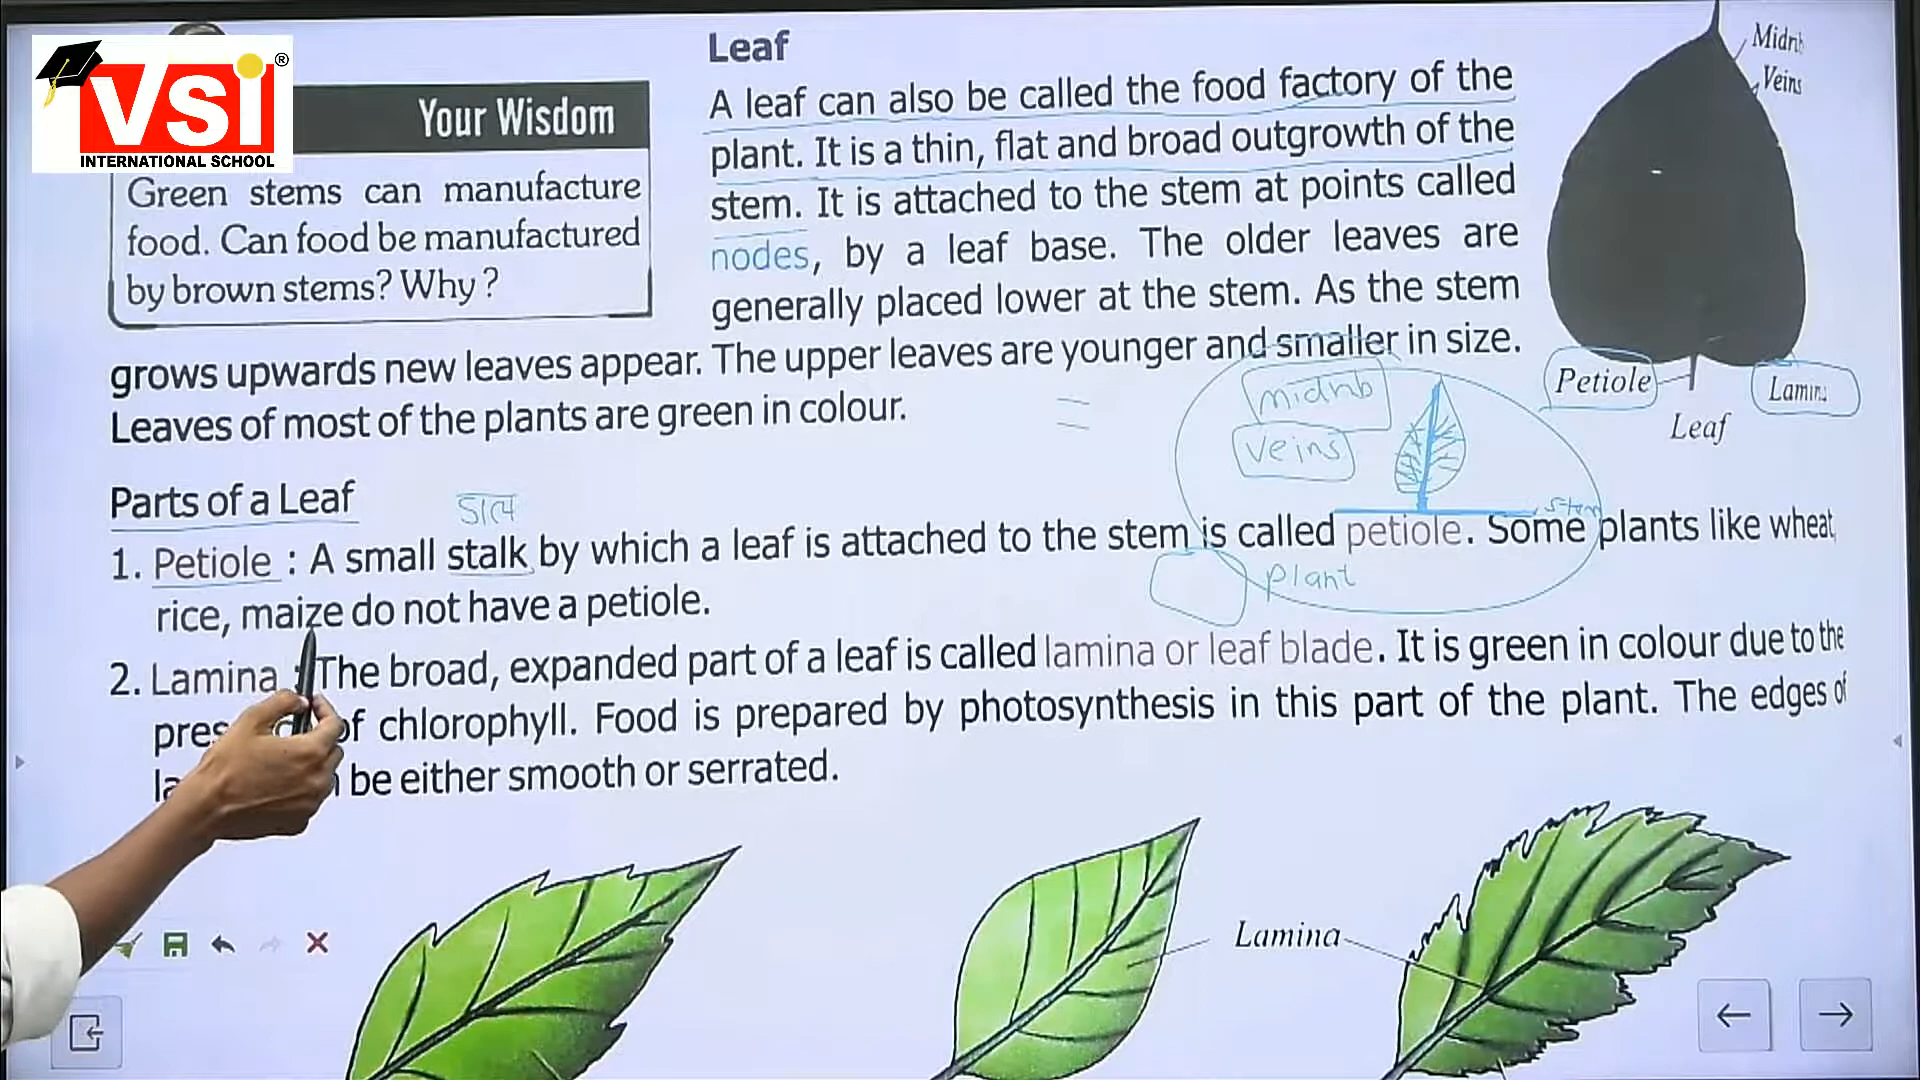 VSI ®
INTERNATIONAL SCHOOL
Your Wisdom
Green stems can manufacture
food. Can food be manufactured
by brown stems? Why?
Leaf
A leaf can also be called the food factory of the
plant. It is a thin, flat and broad outgrowth of the
stem. It is attached to the stem at points called
nodes, by a leaf base. The older leaves are
generally placed lower at the stem. As the stem
grows upwards new leaves appear. The upper leaves are younger and smaller in size.
Leaves of most of the plants are green in colour.
Veins
Petiole
Leaf
midrib
veins
stem
plant
Parts of a Leaf
1. Petiole : A small stalk by which a leaf is attached to the stem is called petiole. Some plants like wheat,
rice, maize do not have a petiole.
2. Lamina : The broad, expanded part of a leaf is called lamina or leaf blade. It is green in colour due to the
of chlorophyll. Food is prepared by photosynthesis in this part of the plant. The edges of
be either smooth or serrated.
Lamina